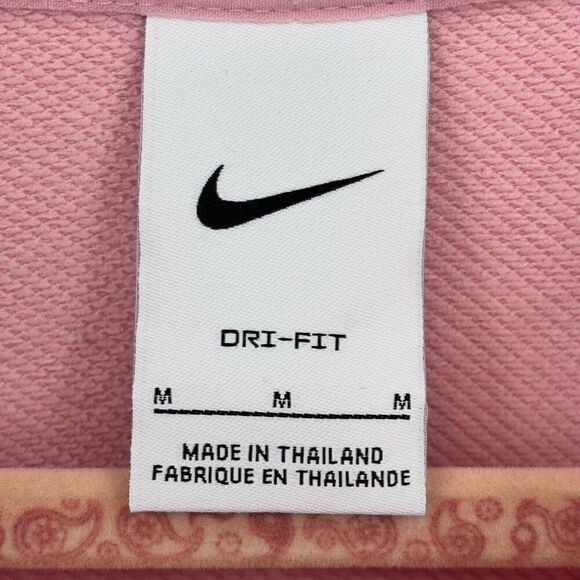 DRI-FIT
M M M
MADE IN THAILAND
FABRIQUE EN THAILANDE